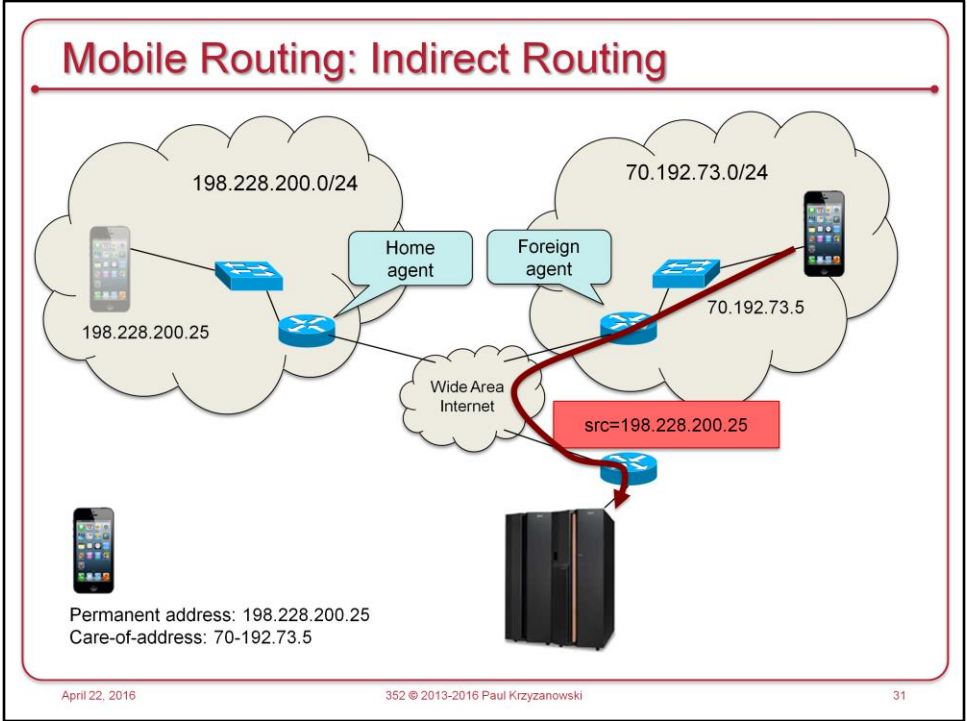 Mobile Routing: Indirect Routing
198.228.200.0/24
70.192.73.0/24
Home
agent
Foreign
agent
198.228.200.25
70.192.73.5
Wide Area
Internet
src=198.228.200.25
Permanent address: 198.228.200.25
Care-of-address: 70-192.73.5
April 22, 2016
352 © 2013-2016 Paul Krzyzanowski
31